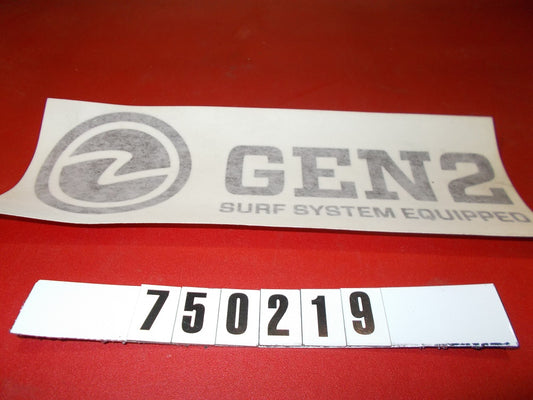 GEN2
SURF SYSTEM EQUIPPED
750219